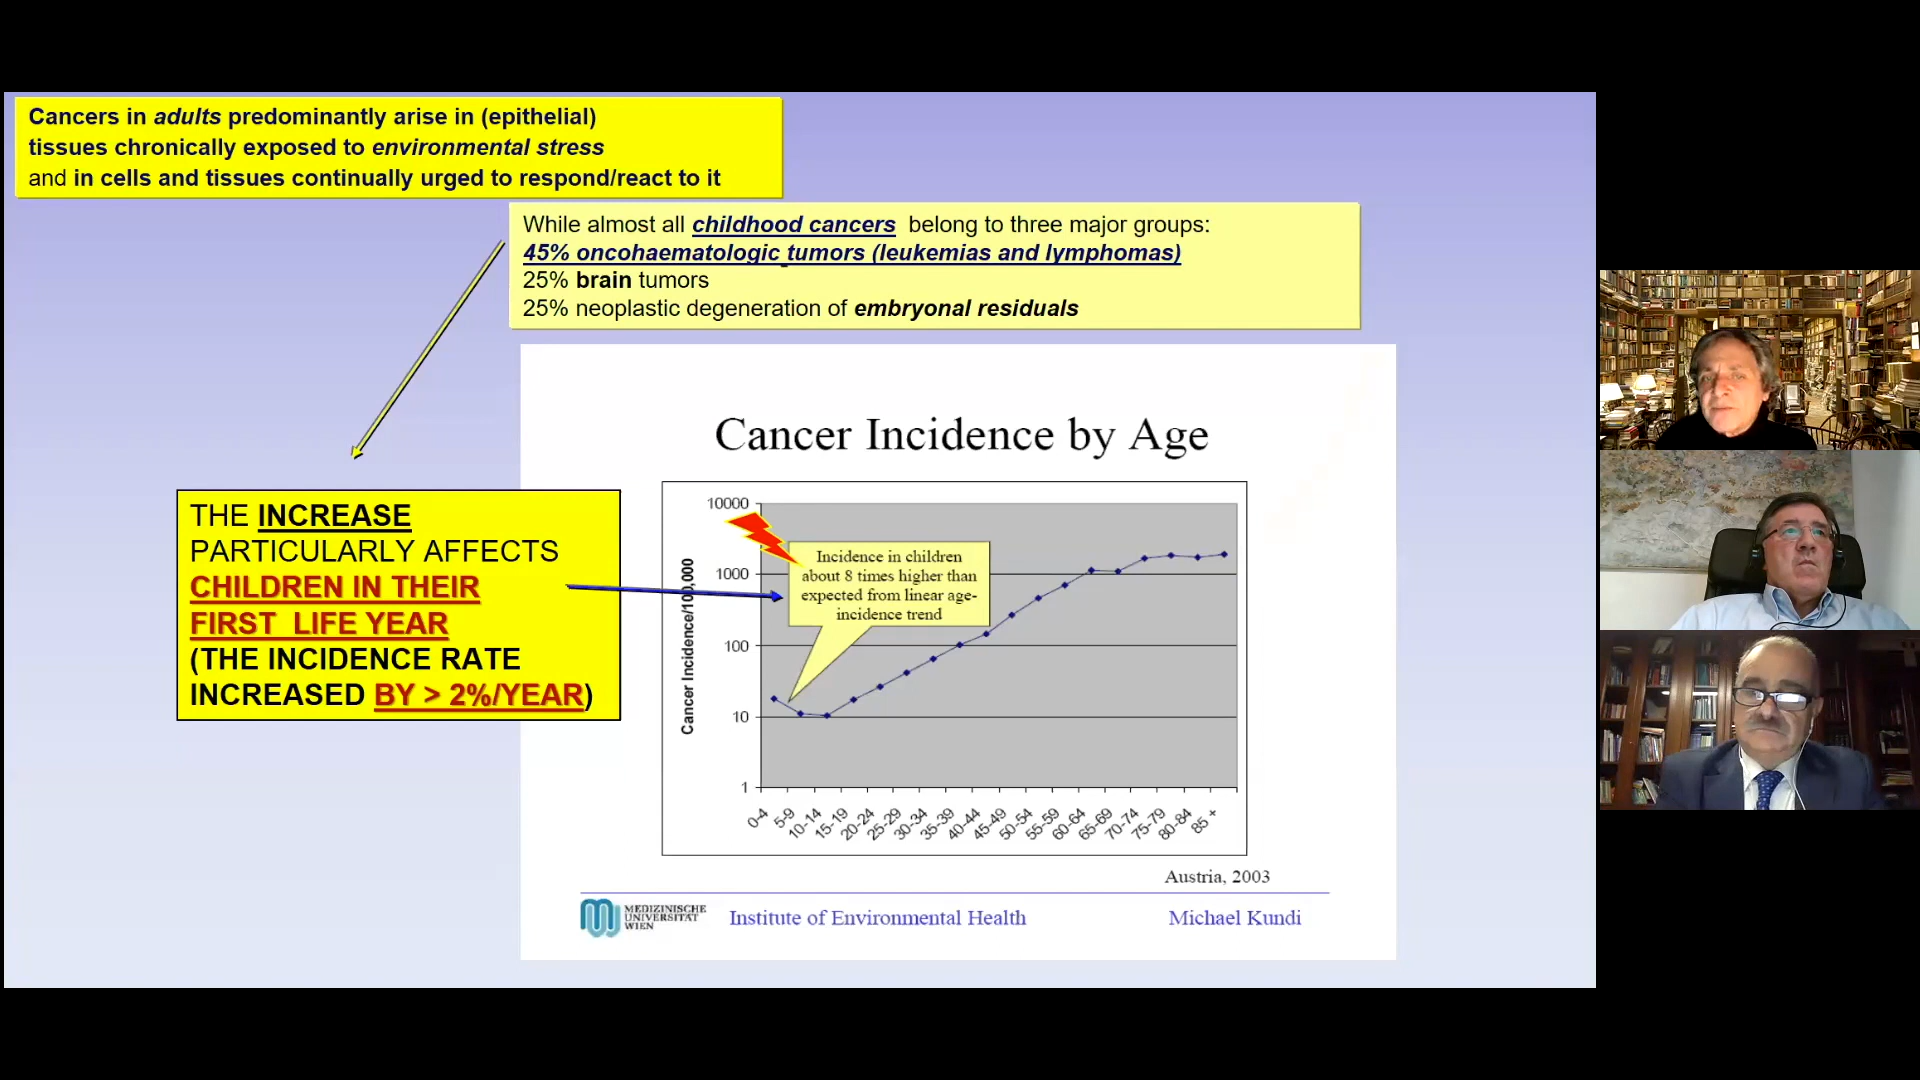 Cancers in adults predominantly arise in (epithelial)
tissues chronically exposed to environmental stress
and in cells and tissues continually urged to respond/react to it
While almost all childhood cancers belong to three major groups:
45% oncohaematologic tumors (leukemias and lymphomas)
25% brain tumors
25% neoplastic degeneration of embryonal residuals
THE INCREASE
PARTICULARLY AFFECTS
CHILDREN IN THEIR
FIRST LIFE YEAR
(THE INCIDENCE RATE
INCREASED BY > 2%/YEAR)
Cancer Incidence by Age
Cancer Incidence/100,000
10000
1000
100
10
1
Incidence in children
about 8 times higher than
expected from linear age-
incidence trend
0-4
5-9
10-14
15-19
20-24
25-29
30-34
35-39
40-44
45-49
50-54
55-59
60-64
65-69
70-74
75-79
80-84
85 +
Austria, 2003
MEDIZINISCHE
UNIVERSITÄT
WIEN
Institute of Environmental Health
Michael Kundi